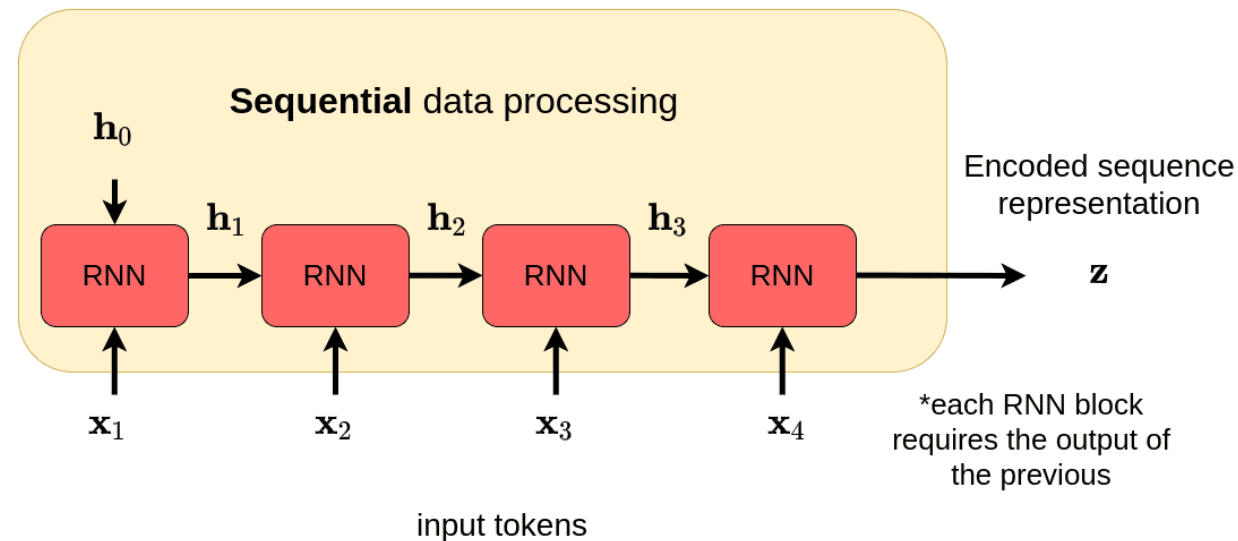 Sequential data processing
h₀
Encoded sequence
representation
h₁
h₂
h₃
RNN
RNN
RNN
RNN
z
x₁
x₂
x₃
x₄
*each RNN block
requires the output of
the previous
input tokens